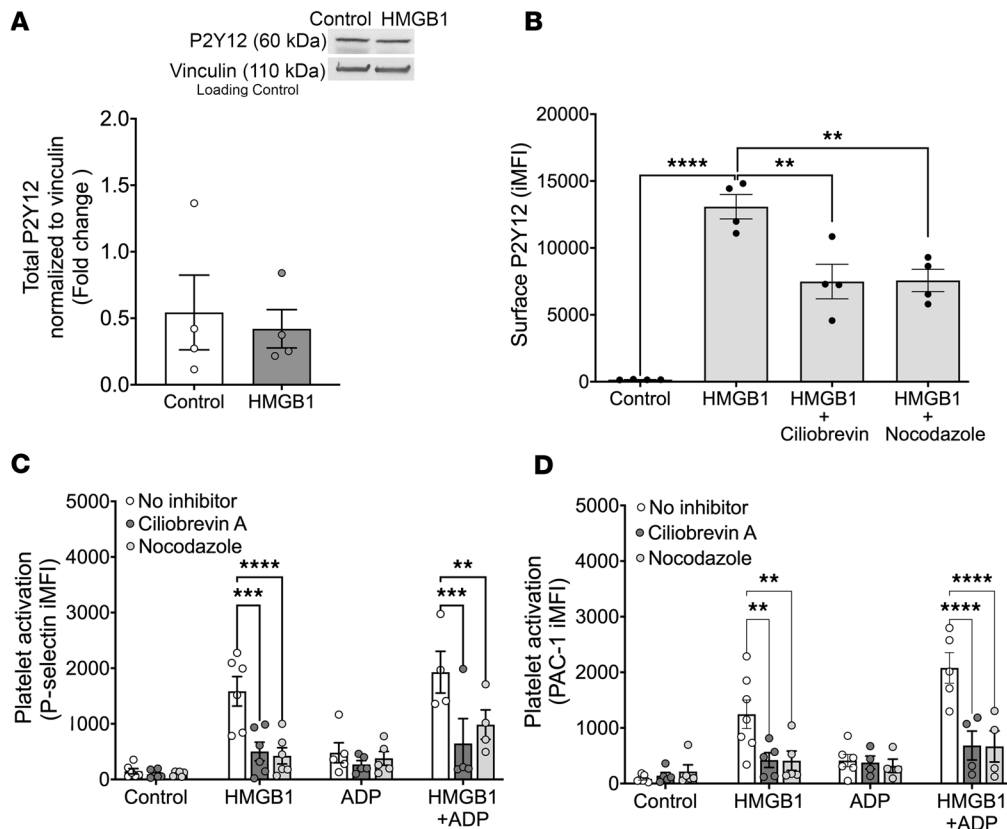 A
Control HMGB1
P2Y12 (60 kDa)
Vinculin (110 kDa)
Loading Control
Total P2Y12
normalized to vinculin
(Fold change )
2.0
1.5
1.0
0.5
0.0
Control
HMGB1
B
Surface P2Y12 (iMFI)
20000
15000
10000
5000
0
****
**
**
Control
HMGB1
HMGB1
+
Ciliobrevin
HMGB1
+
Nocodazole
C
Platelet activation
(P-selectin iMFI)
5000
4000
3000
2000
1000
0
No inhibitor
Ciliobrevin A
Nocodazole
****
***
**
***
Control
HMGB1
ADP
HMGB1
+ADP
D
Platelet activation
(PAC-1 iMFI)
5000
4000
3000
2000
1000
0
No inhibitor
Ciliobrevin A
Nocodazole
**
**
****
****
Control
HMGB1
ADP
HMGB1
+ADP